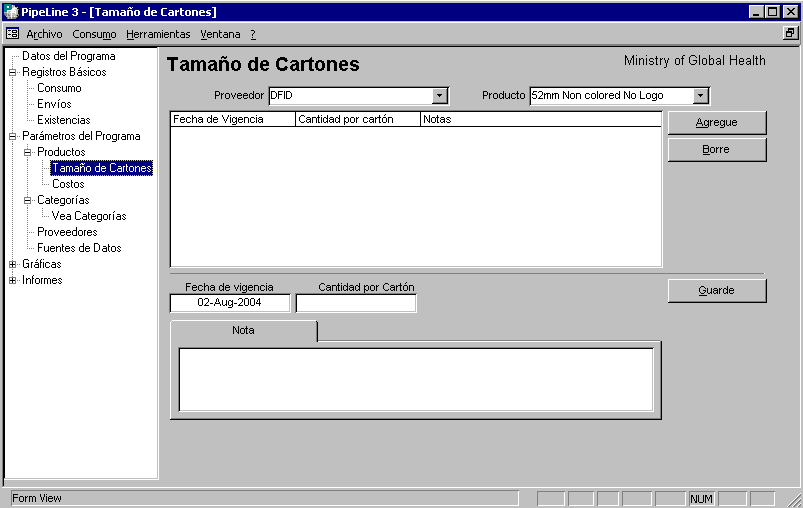 PipeLine 3 - [Tamaño de Cartones]
Archivo Consumo Herramientas Ventana ?
Datos del Programa
Registros Básicos
Consumo
Envíos
Existencias
Parámetros del Programa
Productos
Tamaño de Cartones
Costos
Categorías
Vea Categorías
Proveedores
Fuentes de Datos
Gráficas
Informes
Tamaño de Cartones
Ministry of Global Health
Proveedor DFID Producto 52mm Non colored No Logo
Fecha de Vigencia Cantidad por cartón Notas
Agregue
Borre
Fecha de vigencia Cantidad por Cartón
Guarde
02-Aug-2004
Nota
Form View NUM